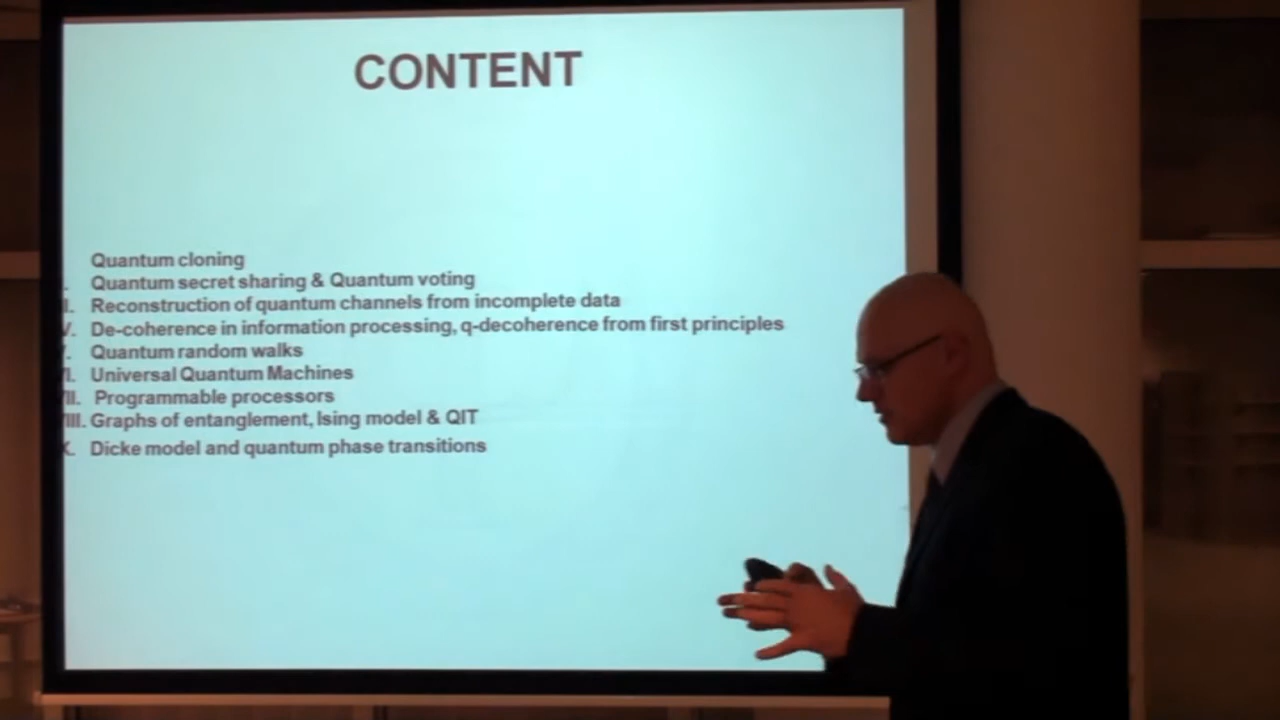 CONTENT
Quantum cloning
. Quantum secret sharing & Quantum voting
I. Reconstruction of quantum channels from incomplete data
V. De-coherence in information processing, q-decoherence from first principles
. Quantum random walks
I. Universal Quantum Machines
II. Programmable processors
III. Graphs of entanglement, Ising model & QIT
X. Dicke model and quantum phase transitions